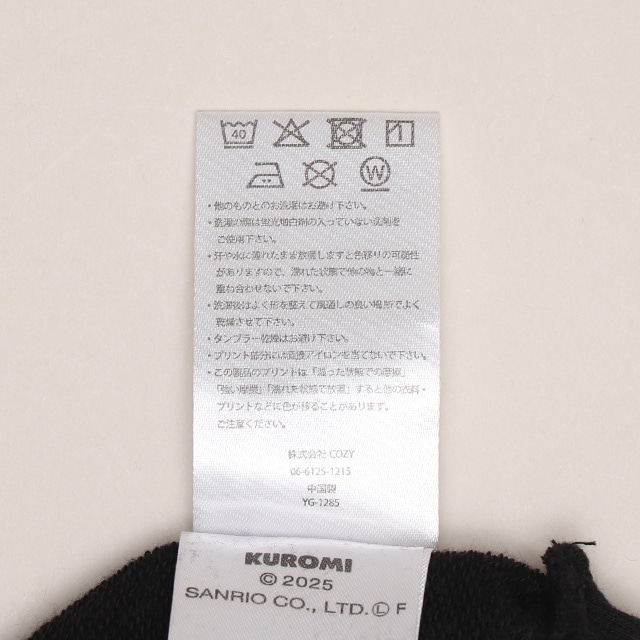 40
W
・他のものとのお洗濯はお避け下さい。
・洗濯の際は蛍光増白剤の入っていない洗剤を
ご使用下さい。
・汗や水に濡れたまま放置しますと色移りの可能性
がありますので、濡れた状態で他の物と一緒に
重ね合わせないで下さい。
・洗濯後はよく形を整えて風通しの良い場所でよく
乾燥させて下さい。
・タンブラー乾燥はお避け下さい。
・プリント部分には直接アイロンを当てないで下さい。
・この製品のプリントは「湿った状態での摩擦」
「強い摩擦」「濡れた状態で放置」すると他の衣料・
プリントなどに色が移ることがあります。
ご注意ください。
株式会社 COZY
06-6125-1215
中国製
YG-1285
KUROMI
© 2025
SANRIO CO., LTD. Ⓛ F